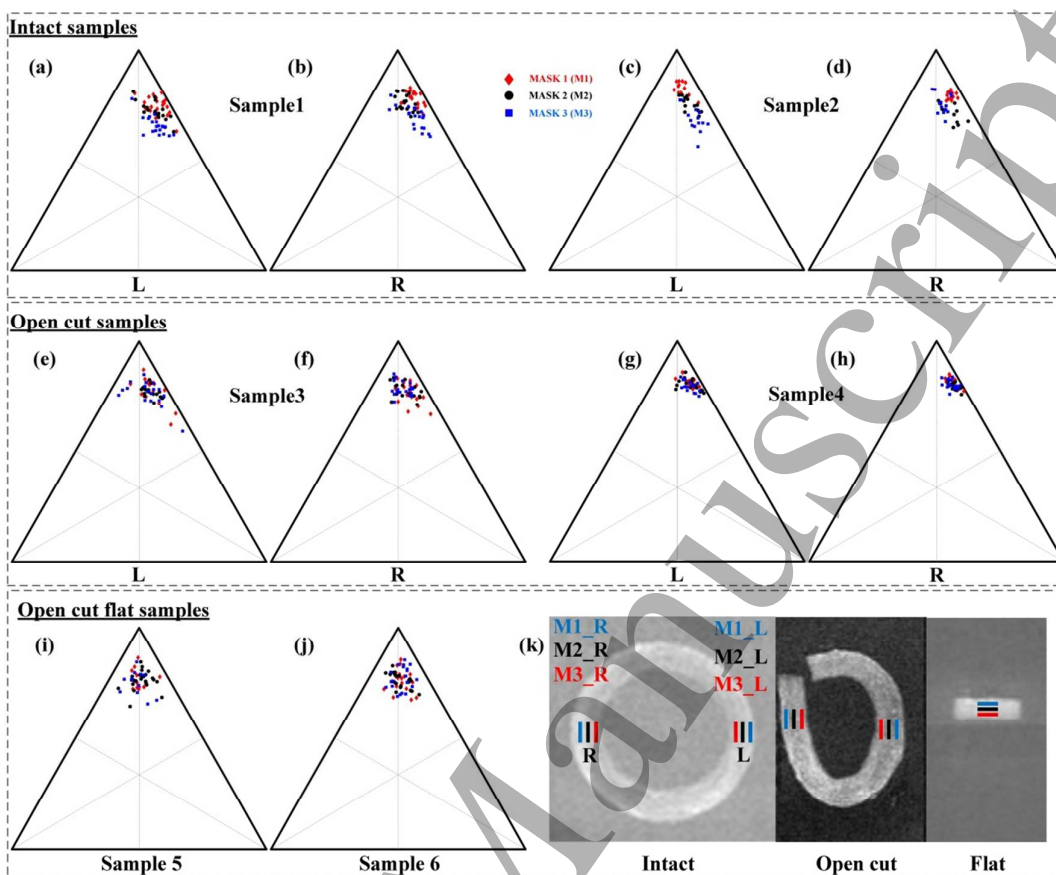 Intact samples
(a)
(b)
(c)
(d)
MASK 1 (M1)
MASK 2 (M2)
MASK 3 (M3)
Sample1
Sample2
L
R
L
R
Open cut samples
(e)
(f)
(g)
(h)
Sample3
Sample4
L
R
L
R
Open cut flat samples
(i)
(j)
(k)
M1_R
M2_R
M3_R
M1_L
M2_L
M3_L
R
L
Sample 5
Sample 6
Intact
Open cut
Flat
Manuscript